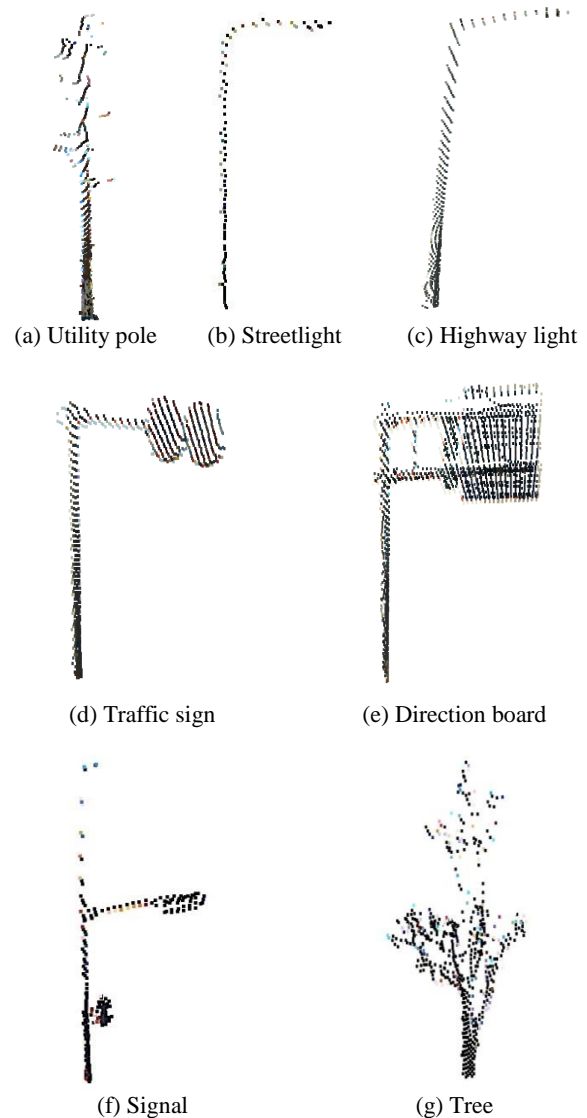 (a) Utility pole (b) Streetlight (c) Highway light
(d) Traffic sign (e) Direction board
(f) Signal (g) Tree